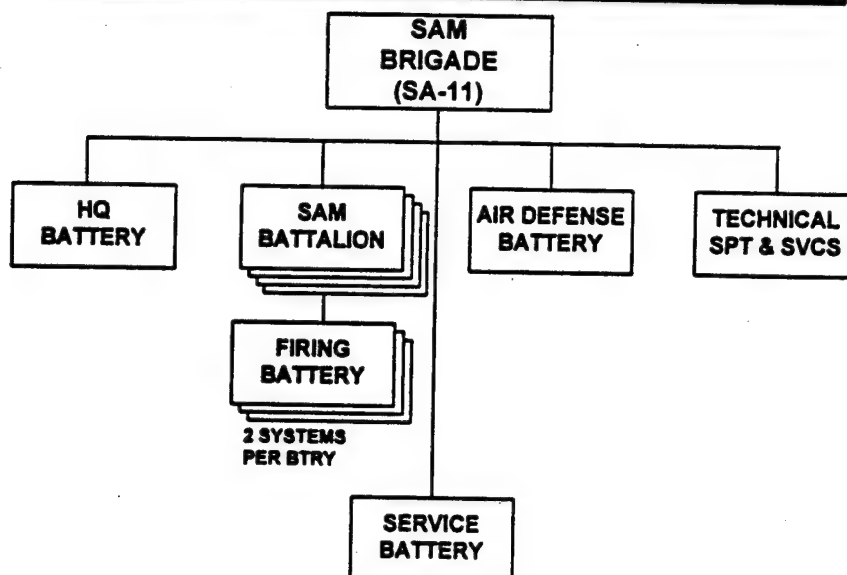 SAM
BRIGADE
(SA-11)
HQ
BATTERY
SAM
BATTALION
AIR DEFENSE
BATTERY
TECHNICAL
SPT & SVCS
FIRING
BATTERY
2 SYSTEMS
PER BTRY
SERVICE
BATTERY